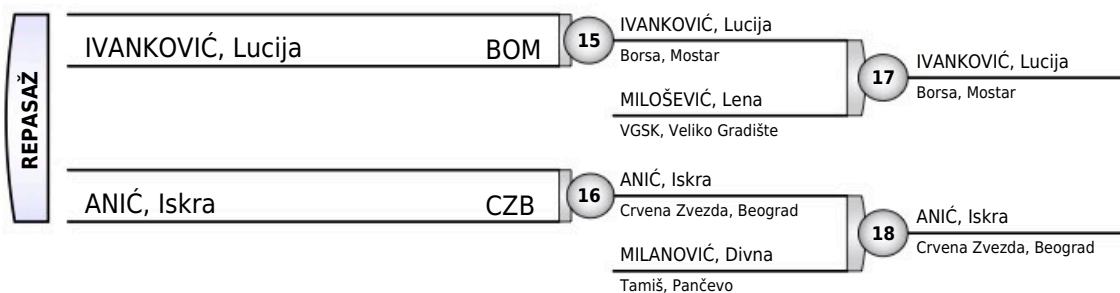 REPASAŽ
IVANKOVIĆ, Lucija BOM
15
IVANKOVIĆ, Lucija
Borsa, Mostar
MILOŠEVIĆ, Lena
VGSK, Veliko Gradište
17
IVANKOVIĆ, Lucija
Borsa, Mostar
ANIĆ, Iskra CZB
16
ANIĆ, Iskra
Crvena Zvezda, Beograd
MILANOVIĆ, Divna
Tamiš, Pančevo
18
ANIĆ, Iskra
Crvena Zvezda, Beograd